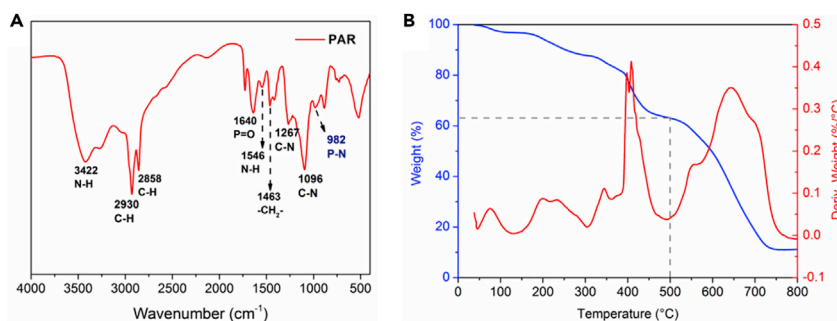 A
PAR
1640
P=O
1546
N-H
1463
-CH2-
1267
C-N
982
P-N
3422
N-H
2930
C-H
2858
C-H
1096
C-N
4000 3500 3000 2500 2000 1500 1000 500
Wavenumber (cm-1)
B
100
80
60
40
20
0
Weight (%)
0 100 200 300 400 500 600 700 800
Temperature (°C)
0.5
0.4
0.3
0.2
0.1
0.0
-0.1
Deriv. Weight (%/°C)